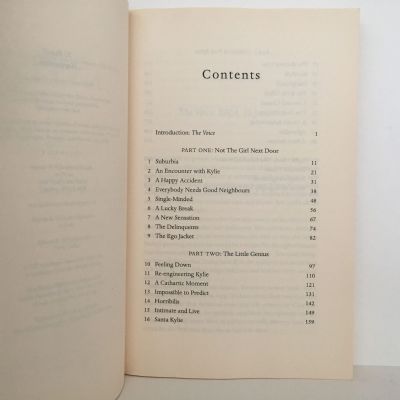 Contents
Introduction: The Voice 1
PART ONE: Not The Girl Next Door
1 Suburbia 11
2 An Encounter with Kylie 21
3 A Happy Accident 31
4 Everybody Needs Good Neighbours 38
5 Single-Minded 48
6 A Lucky Break 56
7 A New Sensation 67
8 The Delinquents 74
9 The Ego Jacket 82
PART TWO: The Little Genius
10 Feeling Down 97
11 Re-engineering Kylie 110
12 A Cathartic Moment 121
13 Impossible to Predict 131
14 Horribilis 142
15 Intimate and Live 149
16 Santa Kylie 159